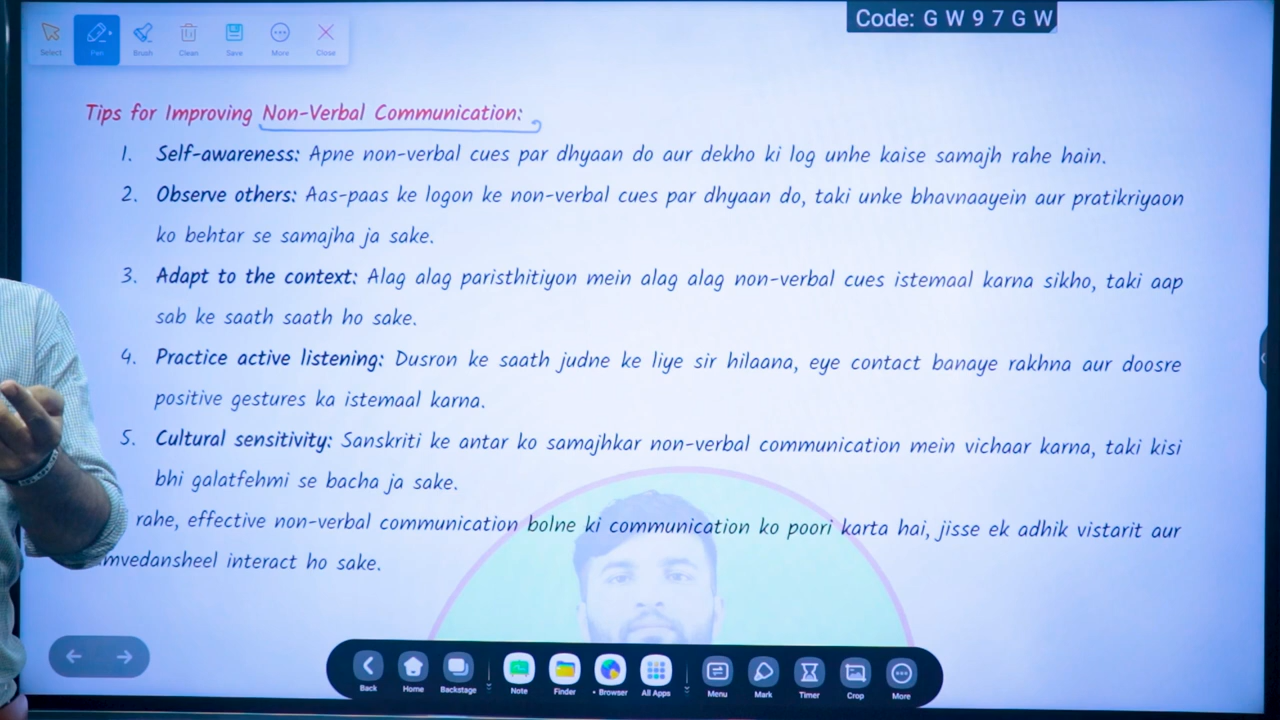 Code: G W 9 7 G W
Select Pen Brush Clean Save More Close
Tips for Improving Non-Verbal Communication:
1. Self-awareness: Apne non-verbal cues par dhyaan do aur dekho ki log unhe kaise samajh rahe hain.
2. Observe others: Aas-paas ke logon ke non-verbal cues par dhyaan do, taki unke bhavnaayein aur pratikriyaon
ko behtar se samajha ja sake.
3. Adapt to the context: Alag alag paristhitiyon mein alag alag non-verbal cues istemaal karna sikho, taki aap
sab ke saath saath ho sake.
4. Practice active listening: Dusron ke saath judne ke liye sir hilaana, eye contact banaye rakhna aur doosre
positive gestures ka istemaal karna.
5. Cultural sensitivity: Sanskriti ke antar ko samajhkar non-verbal communication mein vichaar karna, taki kisi
bhi galatfehmi se bacha ja sake.
rahe, effective non-verbal communication bolne ki communication ko poori karta hai, jisse ek adhik vistarit aur
mvedansheel interact ho sake.
Back Home Backstage Note Finder Browser All Apps Menu Mark Timer Crop More